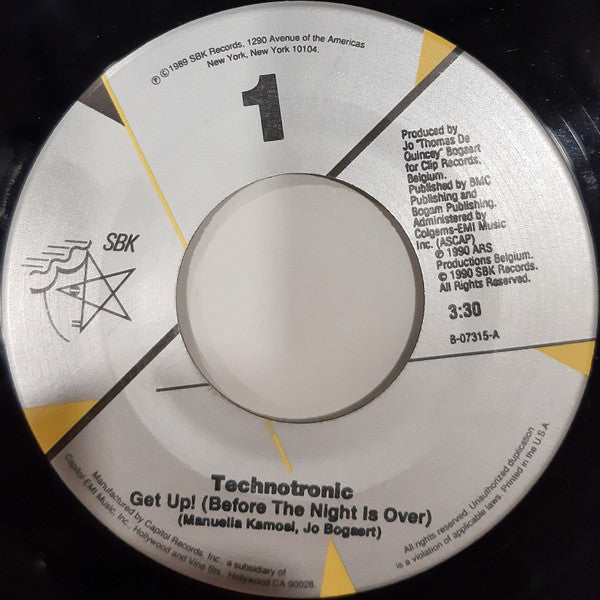 ℗ ©1989 SBK Records, 1290 Avenue of the Americas
New York, New York 10104.
1
SBK
Produced by
Jo "Thomas De
Quincey" Bogaert
for Clip Records,
Belgium.
Published by BMC
Publishing and
Bogam Publishing.
Administered by
Colgems-EMI Music
Inc. (ASCAP)
℗ 1990 ARS
Productions Belgium.
© 1990 SBK Records.
All Rights Reserved.
3:30
B-07315-A
Technotronic
Get Up! (Before The Night Is Over)
(Manuella Kamosi, Jo Bogaert)
Manufactured by Capitol Records, Inc., a subsidiary of
Capitol-EMI Music, Inc., Hollywood and Vine Sts., Hollywood CA 90028.
All rights reserved. Unauthorized duplication
is a violation of applicable laws. Printed in the U.S.A.